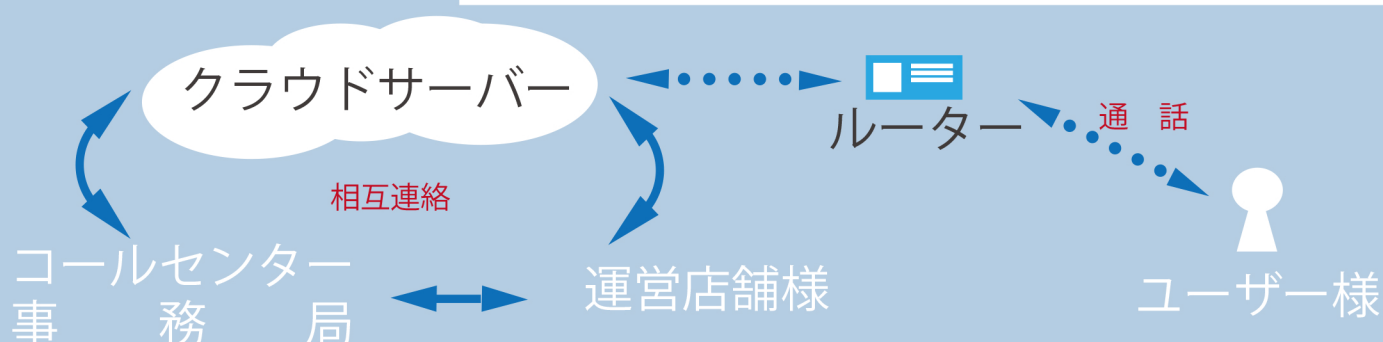 クラウドサーバー
ルーター
通 話
相互連絡
コールセンター
事 務 局
運営店舗様
ユーザー様